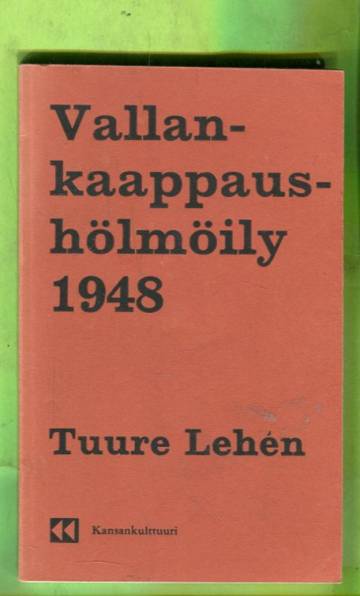 Vallan-
kaappaus-
hölmöily
1948
Tuure Lehén
Kansankulttuuri